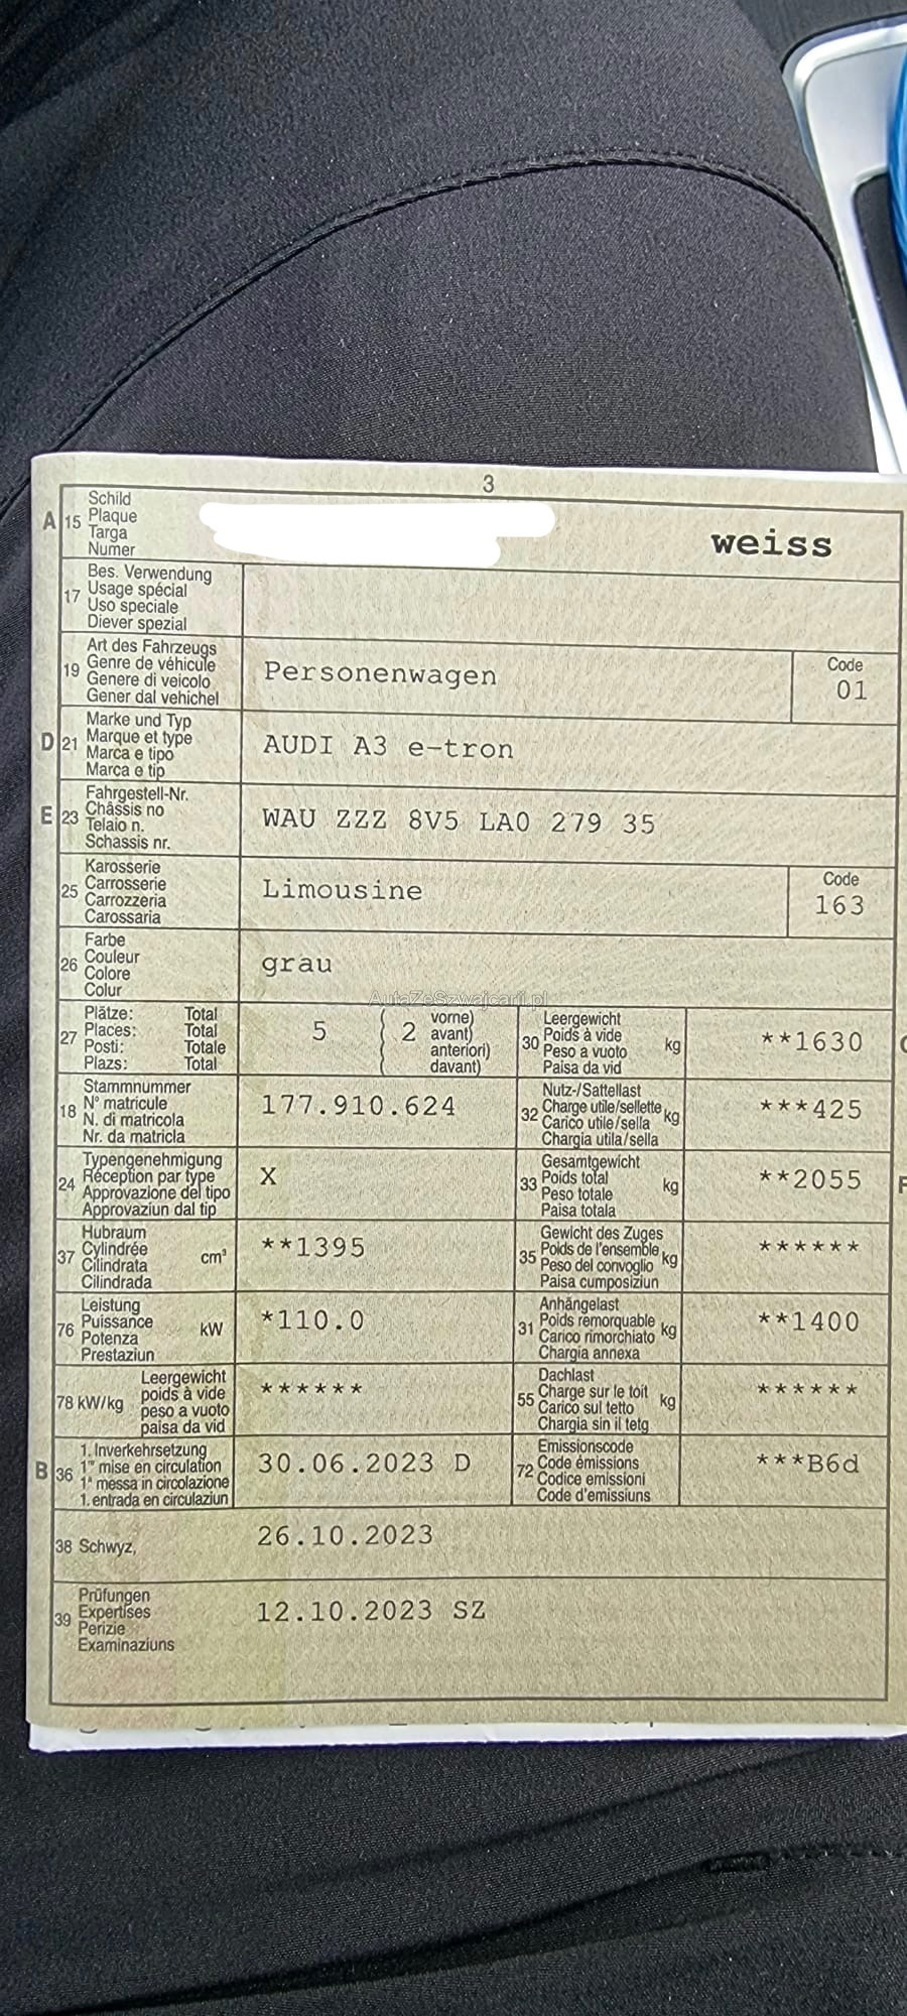 3
A 15 Schild
Plaque
Targa
Numer
weiss
17 Bes. Verwendung
Usage spécial
Uso speciale
Diever spezial
19 Art des Fahrzeugs
Genre de véhicule
Genere di veicolo
Gener dal vehichel
Personenwagen
Code
01
D 21 Marke und Typ
Marque et type
Marca e tipo
Marca e tip
AUDI A3 e-tron
E 23 Fahrgestell-Nr.
Châssis no
Telaio n.
Schassis nr.
WAU ZZZ 8V5 LA0 279 35
25 Karosserie
Carrosserie
Carrozzeria
Carossaria
Limousine
Code
163
26 Farbe
Couleur
Colore
Colur
grau
AutaZeSzwajcarii.pl
27 Plätze: Total
Places: Total
Posti: Totale
Plazs: Total
5 ( 2 vorne)
avant)
anteriori)
davant)
30 Leergewicht
Poids à vide
Peso a vuoto kg
Paisa da vid
**1630
18 Stammnummer
N° matricule
N. di matricola
Nr. da matricla
177.910.624
32 Nutz-/Sattellast
Charge utile/sellette kg
Carico utile/sella
Chargia utila/sella
***425
24 Typengenehmigung
Réception par type
Approvazione del tipo
Approvaziun dal tip
X
33 Gesamtgewicht
Poids total
Peso totale kg
Paisa totala
**2055
37 Hubraum
Cylindrée
Cilindrata cm³
Cilindrada
**1395
35 Gewicht des Zuges
Poids de l'ensemble
Peso del convoglio kg
Paisa cumposiziun
******
76 Leistung
Puissance
Potenza kW
Prestaziun
*110.0
31 Anhängelast
Poids remorquable
Carico rimorchiato kg
Chargia annexa
**1400
78 kW/kg Leergewicht
poids à vide
peso a vuoto
paisa da vid
******
55 Dachlast
Charge sur le toit
Carico sul tetto kg
Chargia sin il tetg
******
B 36 1. Inverkehrsetzung
1re mise en circulation
1a messa in circolazione
1. entrada en circulaziun
30.06.2023 D
72 Emissionscode
Code émissions
Codice emissioni
Code d'emissiuns
***B6d
38 Schwyz,
26.10.2023
39 Prüfungen
Expertises
Perizie
Examinaziuns
12.10.2023 SZ